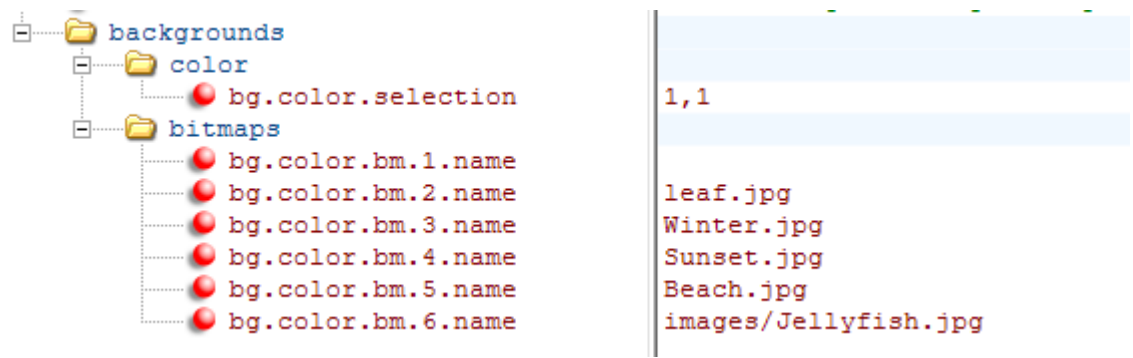 backgrounds
color
bg.color.selection 1,1
bitmaps
bg.color.bm.1.name
bg.color.bm.2.name leaf.jpg
bg.color.bm.3.name Winter.jpg
bg.color.bm.4.name Sunset.jpg
bg.color.bm.5.name Beach.jpg
bg.color.bm.6.name images/Jellyfish.jpg